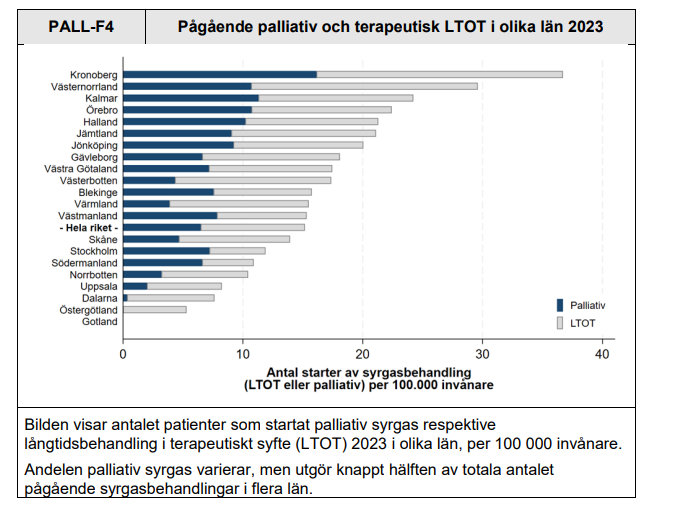 PALL-F4
Pågående palliativ och terapeutisk LTOT i olika län 2023
Kronoberg
Västernorrland
Kalmar
Örebro
Halland
Jämtland
Jönköping
Gävleborg
Västra Götaland
Västerbotten
Blekinge
Värmland
Västmanland
- Hela riket -
Skåne
Stockholm
Södermanland
Norrbotten
Uppsala
Dalarna
Östergötland
Gotland
Palliativ
LTOT
0 10 20 30 40
Antal starter av syrgasbehandling
(LTOT eller palliativ) per 100.000 invånare
Bilden visar antalet patienter som startat palliativ syrgas respektive
långtidsbehandling i terapeutiskt syfte (LTOT) 2023 i olika län, per 100 000 invånare.
Andelen palliativ syrgas varierar, men utgör knappt hälften av totala antalet
pågående syrgasbehandlingar i flera län.